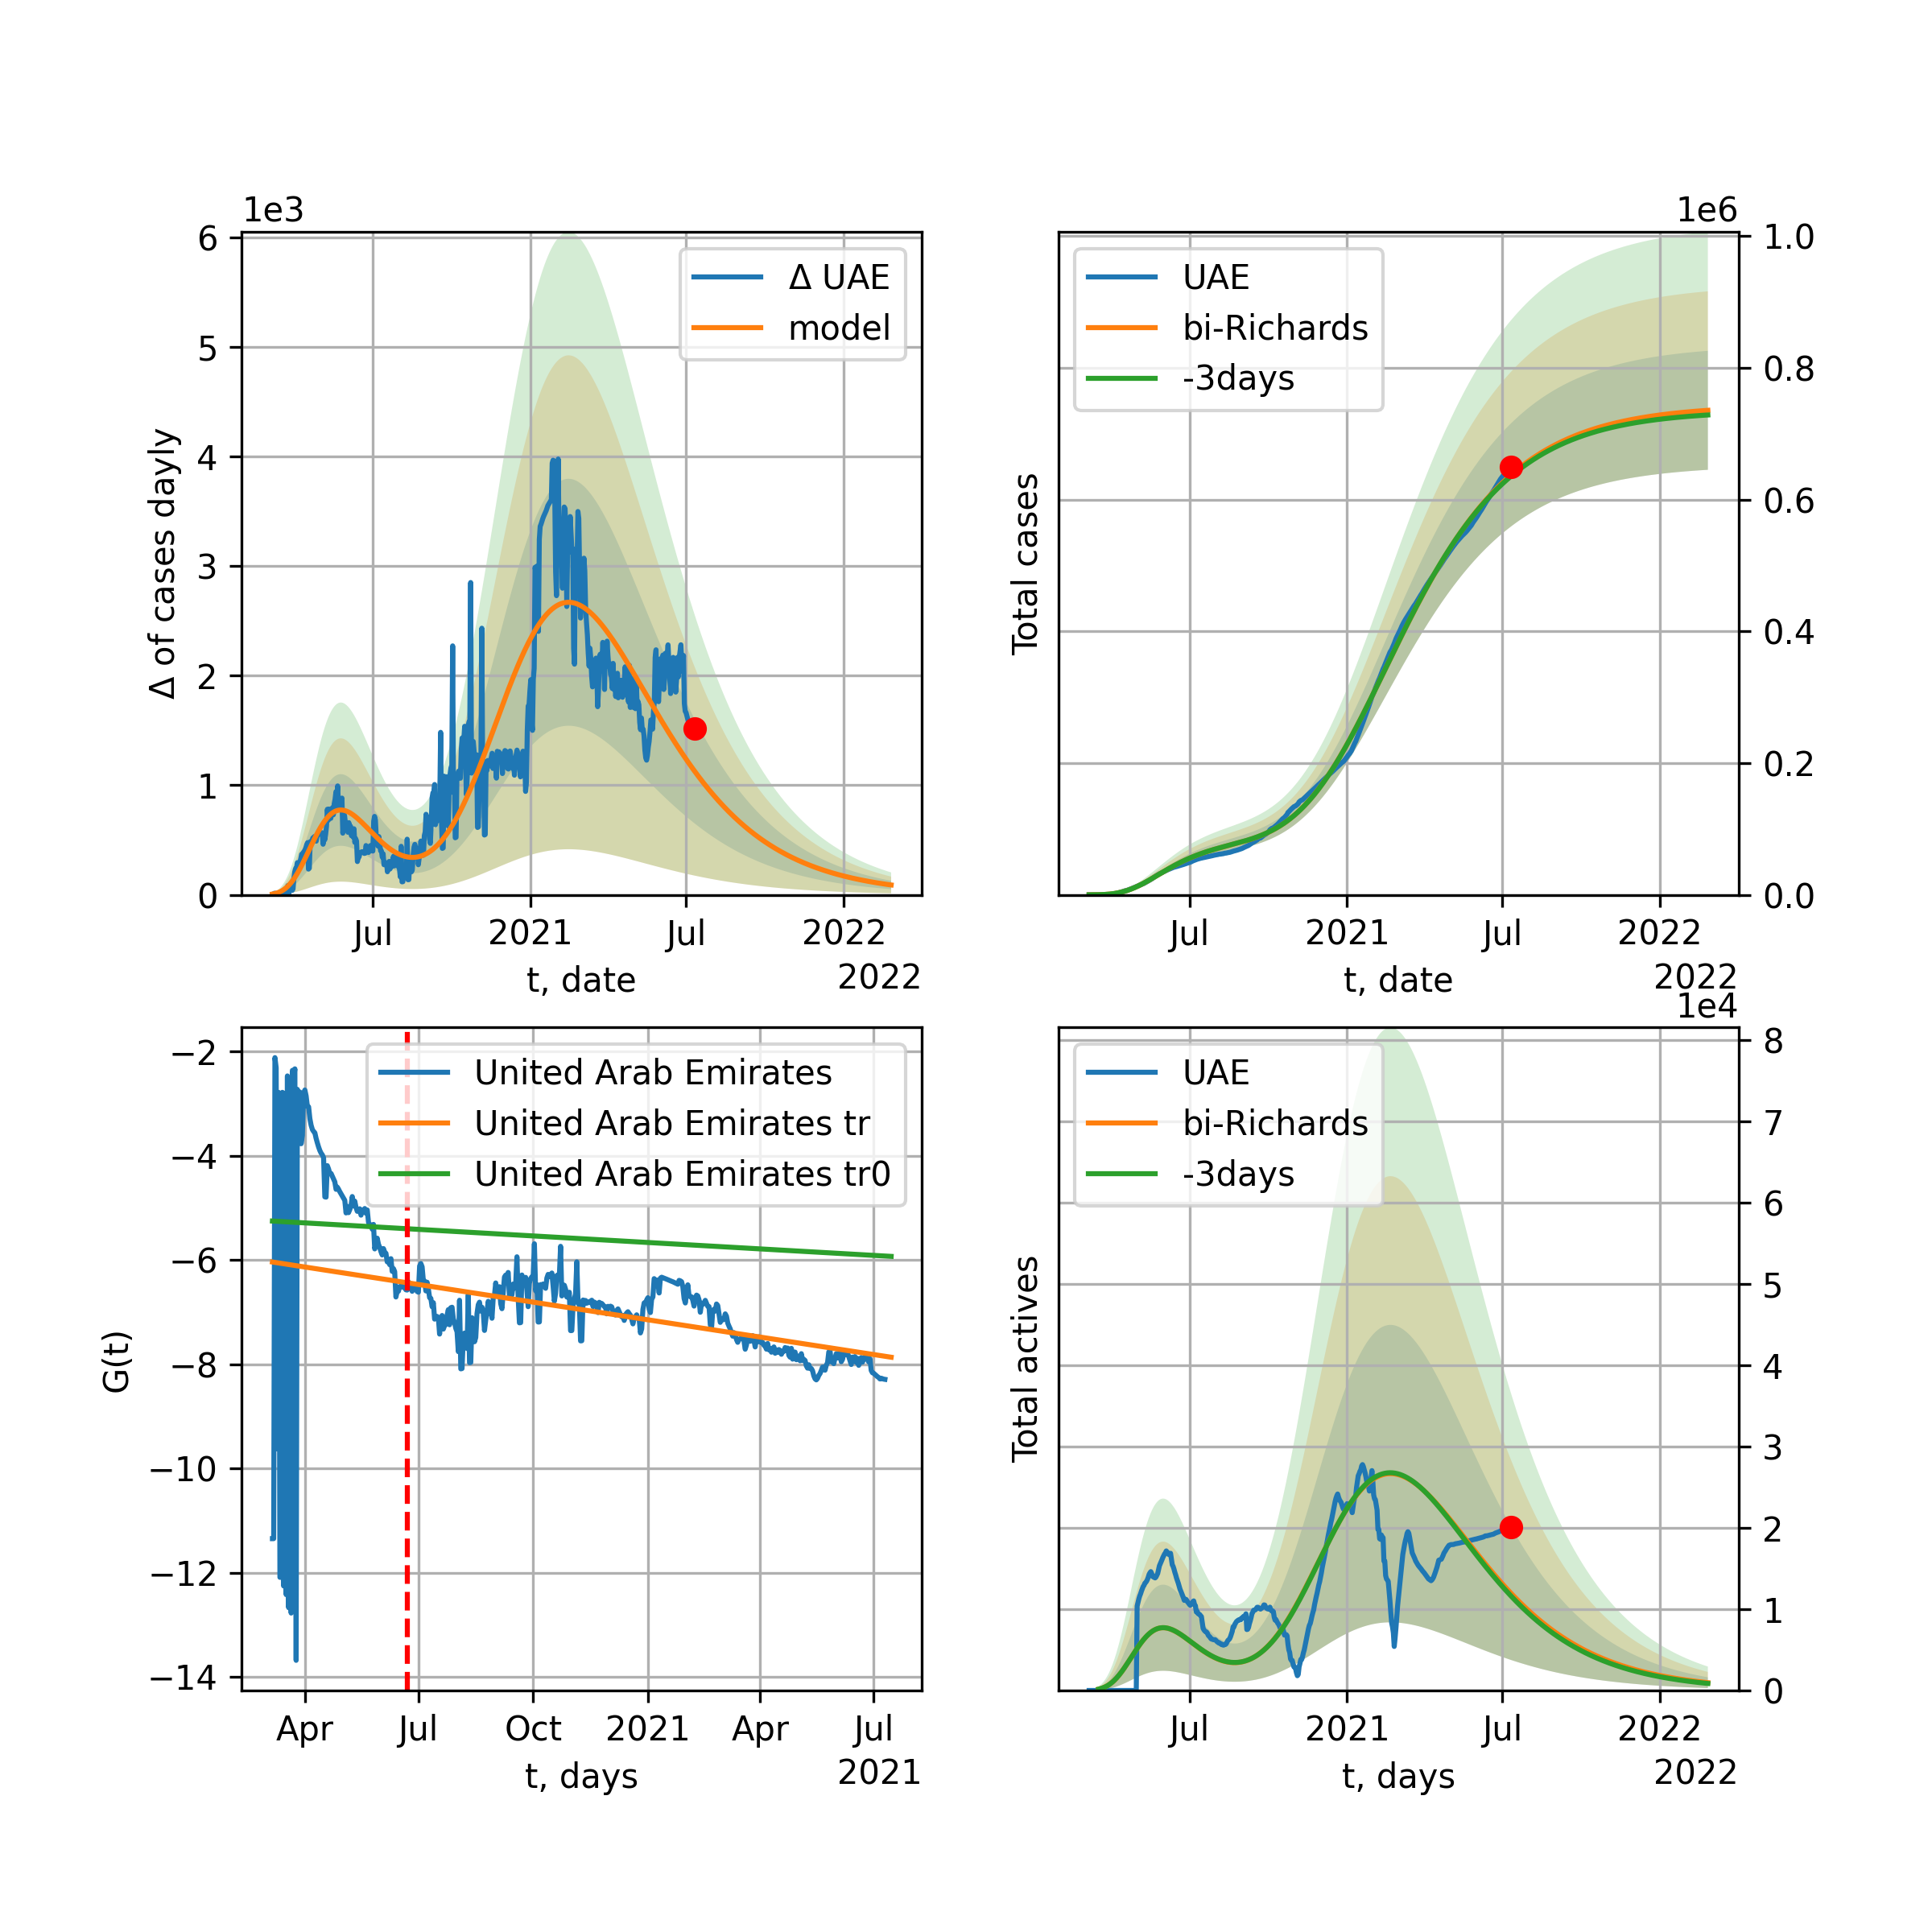 1e3
6
5
4
3
2
1
0
Δ of cases dayly
Δ UAE
model
Jul
2021
Jul
2022
t, date
2022
1e6
1.0
0.8
0.6
0.4
0.2
0.0
Total cases
UAE
bi-Richards
-3days
Jul
2021
Jul
2022
t, date
2022
−2
−4
−6
−8
−10
−12
−14
G(t)
United Arab Emirates
United Arab Emirates tr
United Arab Emirates tr0
Apr
Jul
Oct
2021
Apr
Jul
t, days
2021
1e4
8
7
6
5
4
3
2
1
0
Total actives
UAE
bi-Richards
-3days
Jul
2021
Jul
2022
t, days
2022